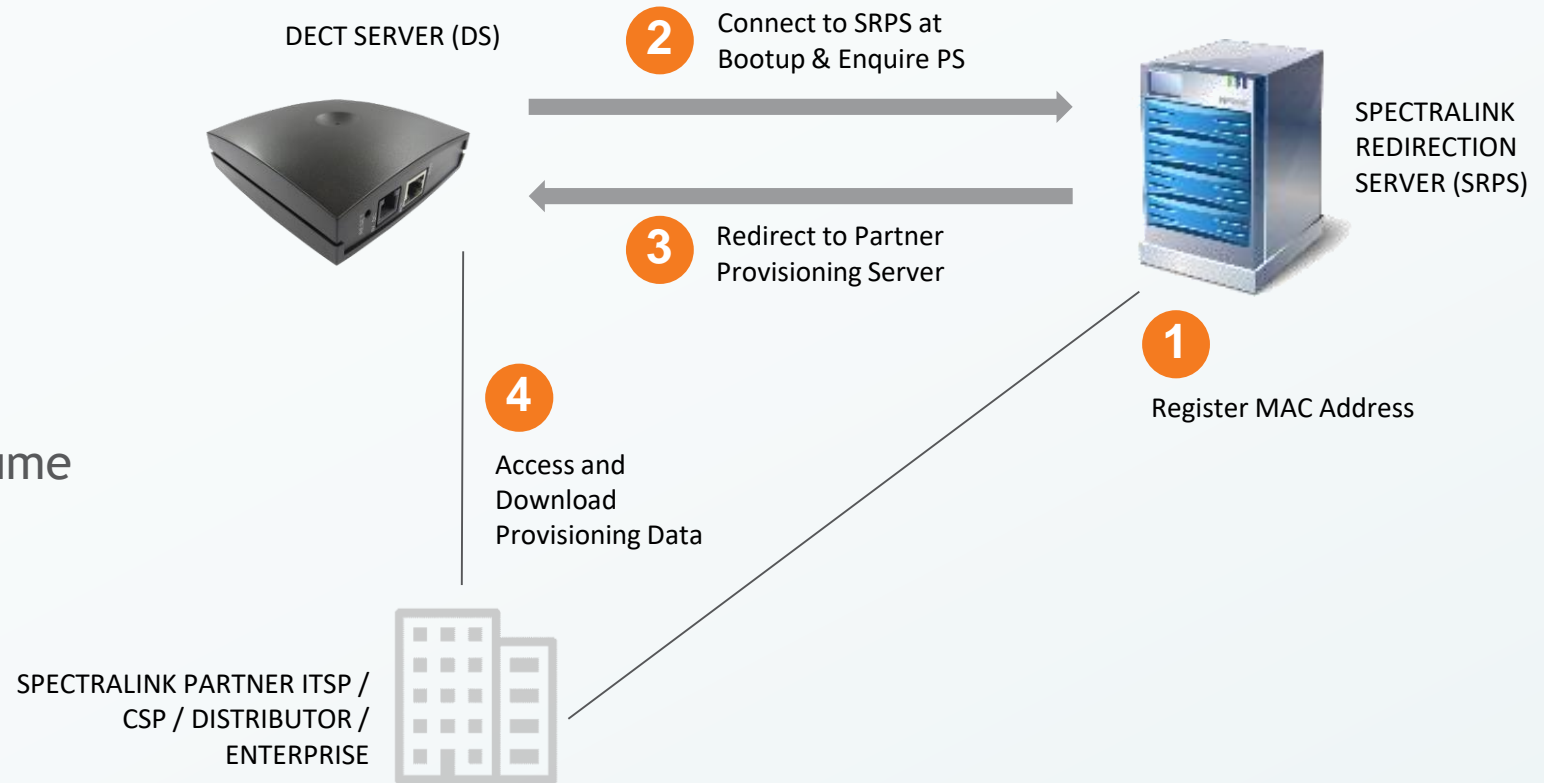 DECT SERVER (DS)
2
Connect to SRPS at
Bootup & Enquire PS
SPECTRALINK
REDIRECTION
SERVER (SRPS)
3
Redirect to Partner
Provisioning Server
1
Register MAC Address
4
Access and
Download
Provisioning Data
SPECTRALINK PARTNER ITSP /
CSP / DISTRIBUTOR /
ENTERPRISE